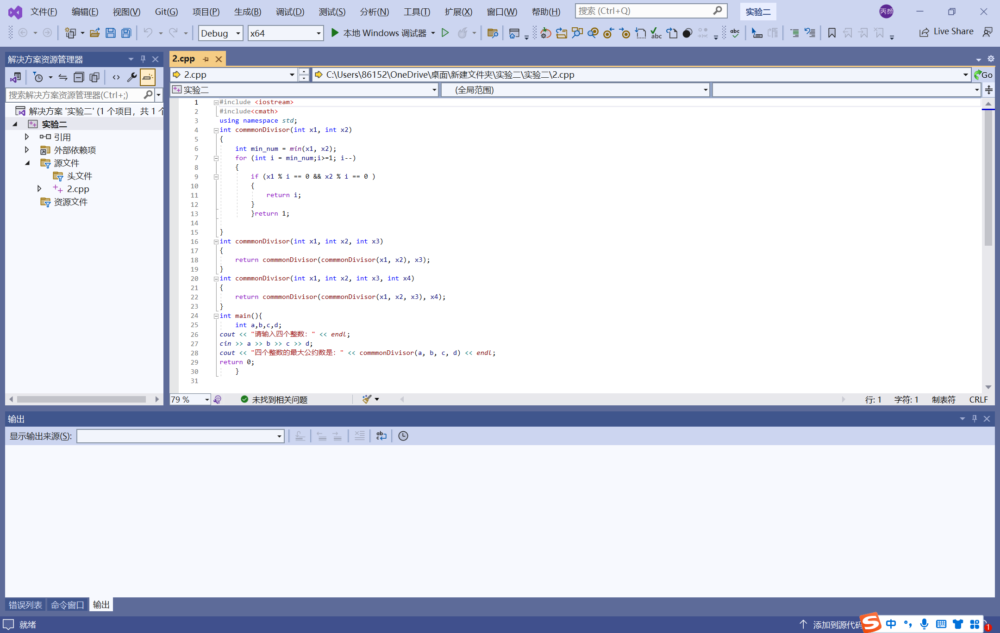 文件(F) 编辑(E) 视图(V) Git(G) 项目(P) 生成(B) 调试(D) 测试(S) 分析(N) 工具(T) 扩展(X) 窗口(W) 帮助(H) 搜索 (Ctrl+Q) 实验二 丙颜
Debug x64 本地 Windows 调试器 Live Share
解决方案资源管理器
搜索解决方案资源管理器(Ctrl+;)
解决方案 '实验二' (1 个项目，共 1 个
实验二
引用
外部依赖项
源文件
头文件
2.cpp
资源文件
2.cpp
2.cpp C:\Users\86152\OneDrive\桌面\新建文件夹\实验二\实验二\2.cpp Go
实验二 (全局范围)
1 #include <iostream>
2 #include<cmath>
3 using namespace std;
4 int commmonDivisor(int x1, int x2)
5 {
6 int min_num = min(x1, x2);
7 for (int i = min_num;i>=1; i--)
8 {
9 if (x1 % i == 0 && x2 % i == 0 )
10 {
11 return i;
12 }
13 }return 1;
14
15 }
16 int commmonDivisor(int x1, int x2, int x3)
17 {
18 return commmonDivisor(commmonDivisor(x1, x2), x3);
19 }
20 int commmonDivisor(int x1, int x2, int x3, int x4)
21 {
22 return commmonDivisor(commmonDivisor(x1, x2, x3), x4);
23 }
24 int main(){
25 int a,b,c,d;
26 cout << "请输入四个整数：" << endl;
27 cin >> a >> b >> c >> d;
28 cout << "四个整数的最大公约数是：" << commmonDivisor(a, b, c, d) << endl;
29 return 0;
30 }
31
79 % 未找到相关问题 行: 1 字符: 1 制表符 CRLF
输出
显示输出来源(S):
错误列表 命令窗口 输出
就绪 添加到源代码 中 1